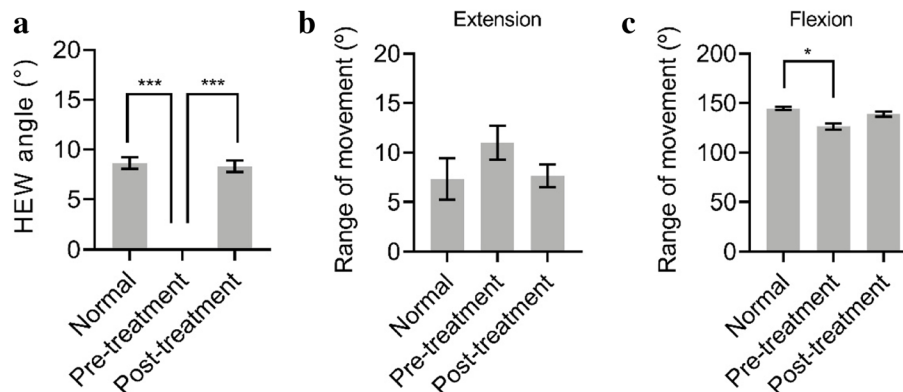 a
HEW angle (°)
20
15
10
5
0
***
***
Normal
Pre-treatment
Post-treatment
b
Extension
Range of movement (°)
20
15
10
5
0
Normal
Pre-treatment
Post-treatment
c
Flexion
Range of movement (°)
200
150
100
50
0
*
Normal
Pre-treatment
Post-treatment